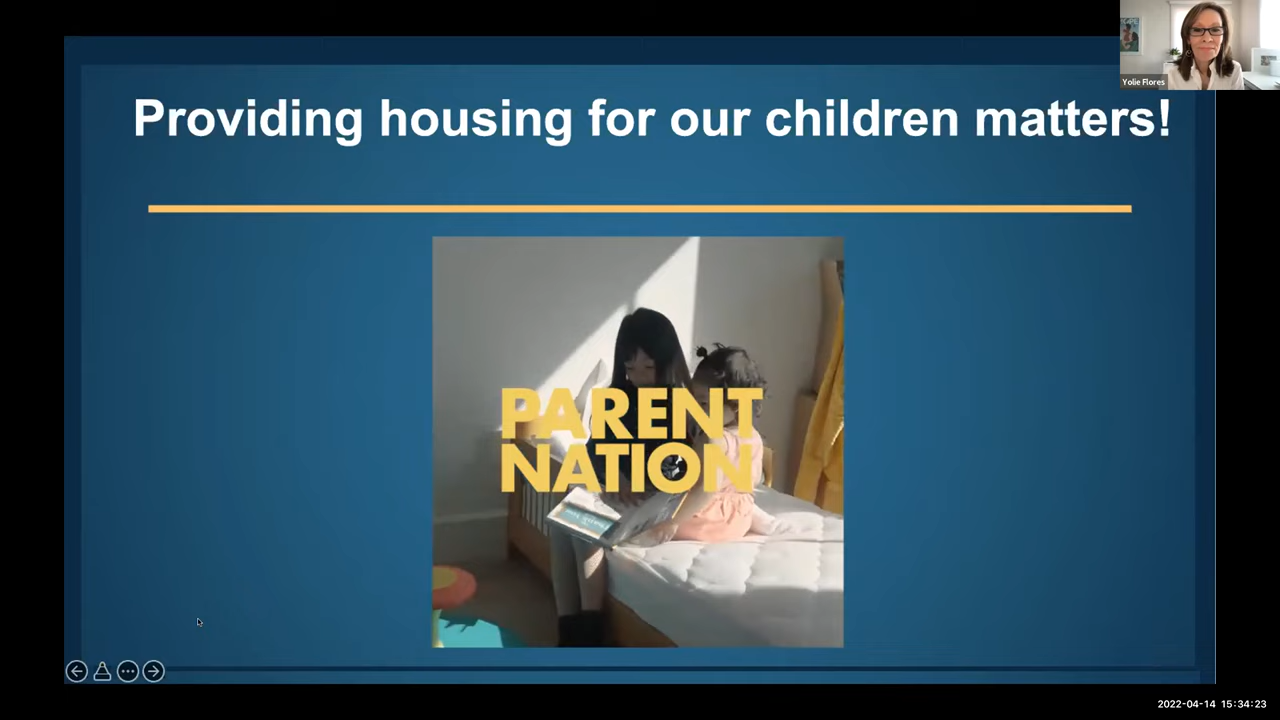 Providing housing for our children matters!
Yolie Flores
PARENT
NATION
2022-04-14 15:34:23